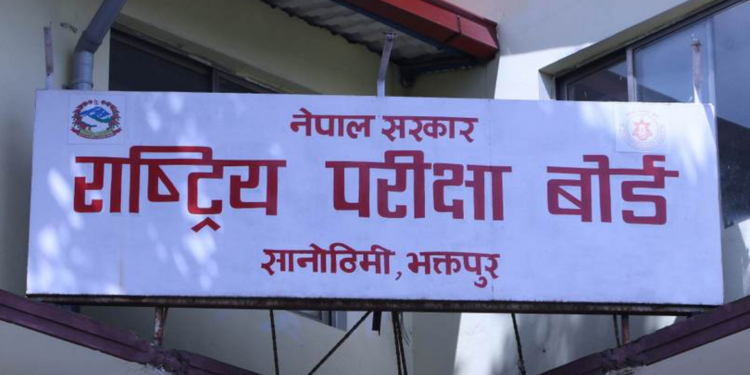 नेपाल सरकार
राष्ट्रिय परीक्षा बोर्ड
सानोठिमी, भक्तपुर